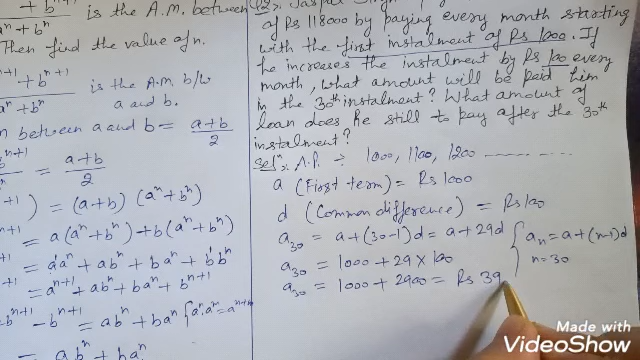 + b^n+1 is the A.M. between
a^n + b^n
Then find the value of n.
^n+1 + b^n+1 is the A.M b/w
a^n + b^n a and b.
between a and b = a+b
2
^n+1 = a+b
2
^n+1) = (a+b) (a^n+b^n)
^n+1 = a(a^n+b^n)+b(a^n+b^n)
= a'a^n + ab^n + ba^n + b'b^n
^n+1 = a^n+1 + ab^n + ba^n + b^n+1
- b^n = ab^n + ba^n {a^m.a^n = a^m+n
= ab^n + ba^n
of Rs 118000 by paying every month starting
with the first instalment of Rs 1000. If
he increases the instalment by Rs 100 every
month, what amount will be paid him
in the 30th instalment? What amount of
loan does he still to pay after the 30th
instalment?
Sol^n:- A.P. ÷ 1000, 1100, 1200 ..........
a (First term) = Rs 1000
d (Common difference) = Rs 100
a30 = a+(30-1)d = a+29d { an = a+(n-1)d
a30 = 1000 + 29 × 100 n=30
a30 = 1000 + 2900 = Rs 39
Made with
VideoShow